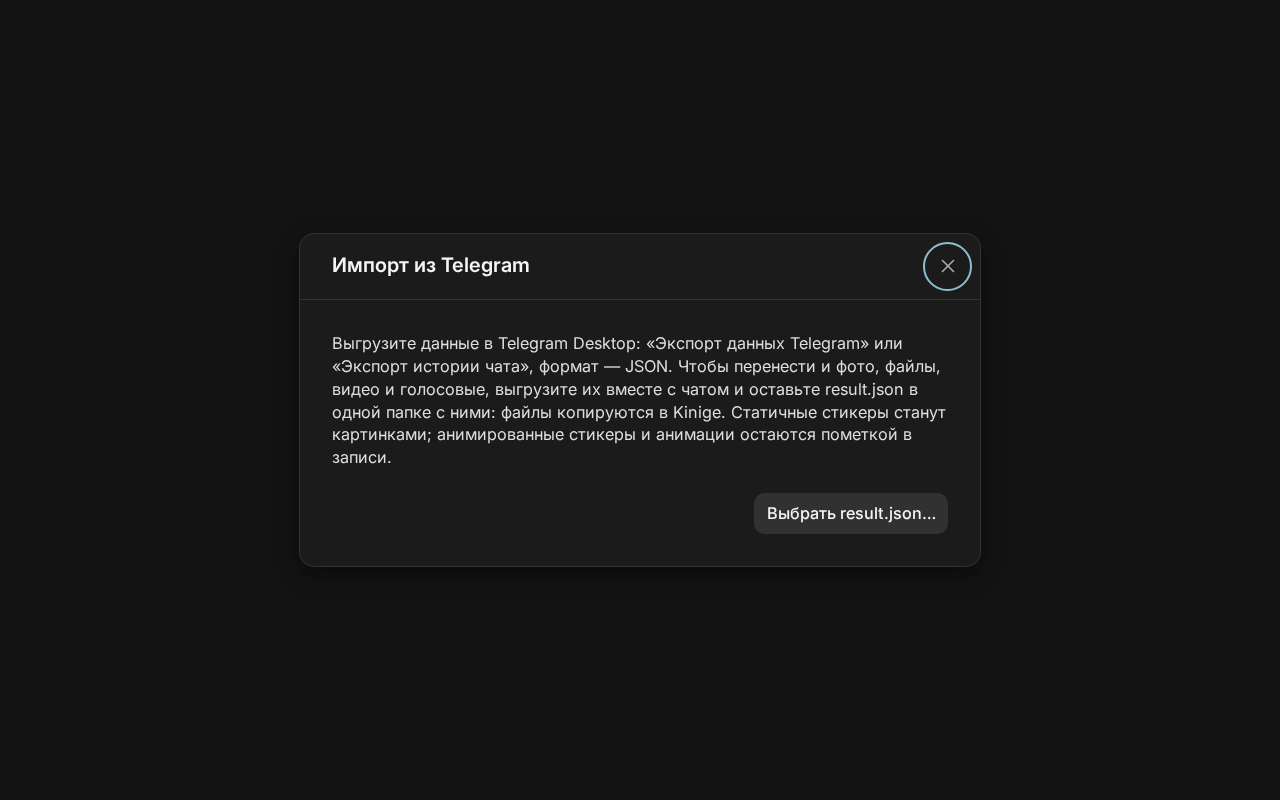 Импорт из Telegram
Выгрузите данные в Telegram Desktop: «Экспорт данных Telegram» или
«Экспорт истории чата», формат — JSON. Чтобы перенести и фото, файлы,
видео и голосовые, выгрузите их вместе с чатом и оставьте result.json в
одной папке с ними: файлы копируются в Kinige. Статичные стикеры станут
картинками; анимированные стикеры и анимации остаются пометкой в
записи.
Выбрать result.json…